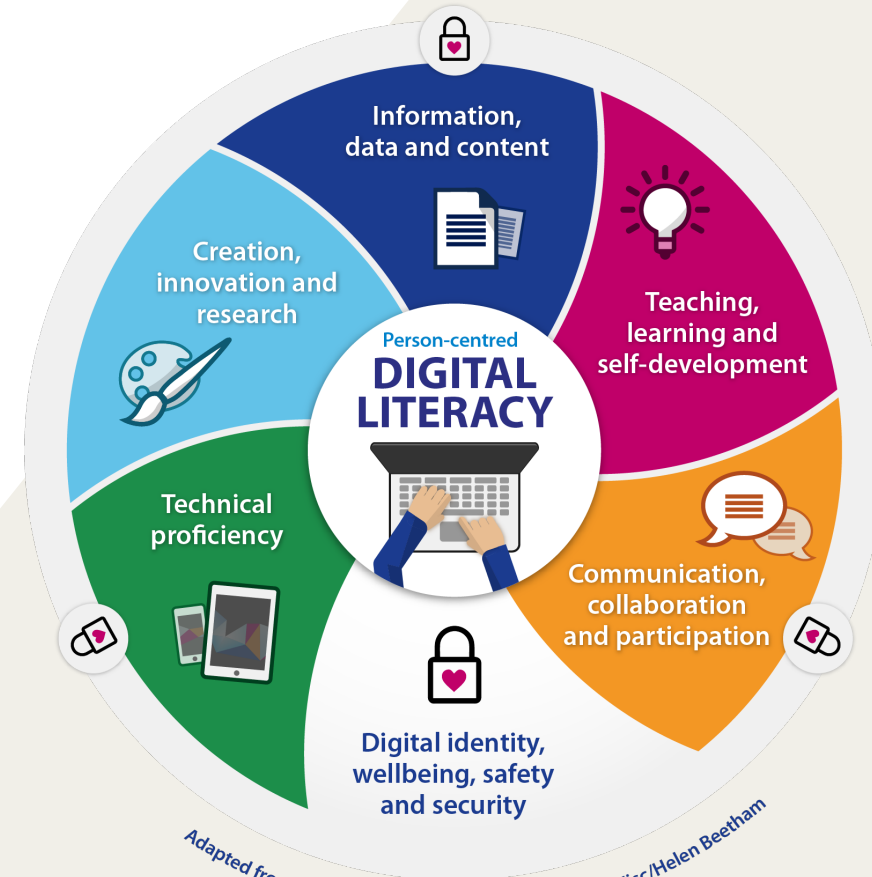 Information,
data and content
Teaching,
learning and
self-development
Communication,
collaboration
and participation
Digital identity,
wellbeing, safety
and security
Technical
proficiency
Creation,
innovation and
research
Person-centred
DIGITAL
LITERACY
Adapted
/Helen Beetham